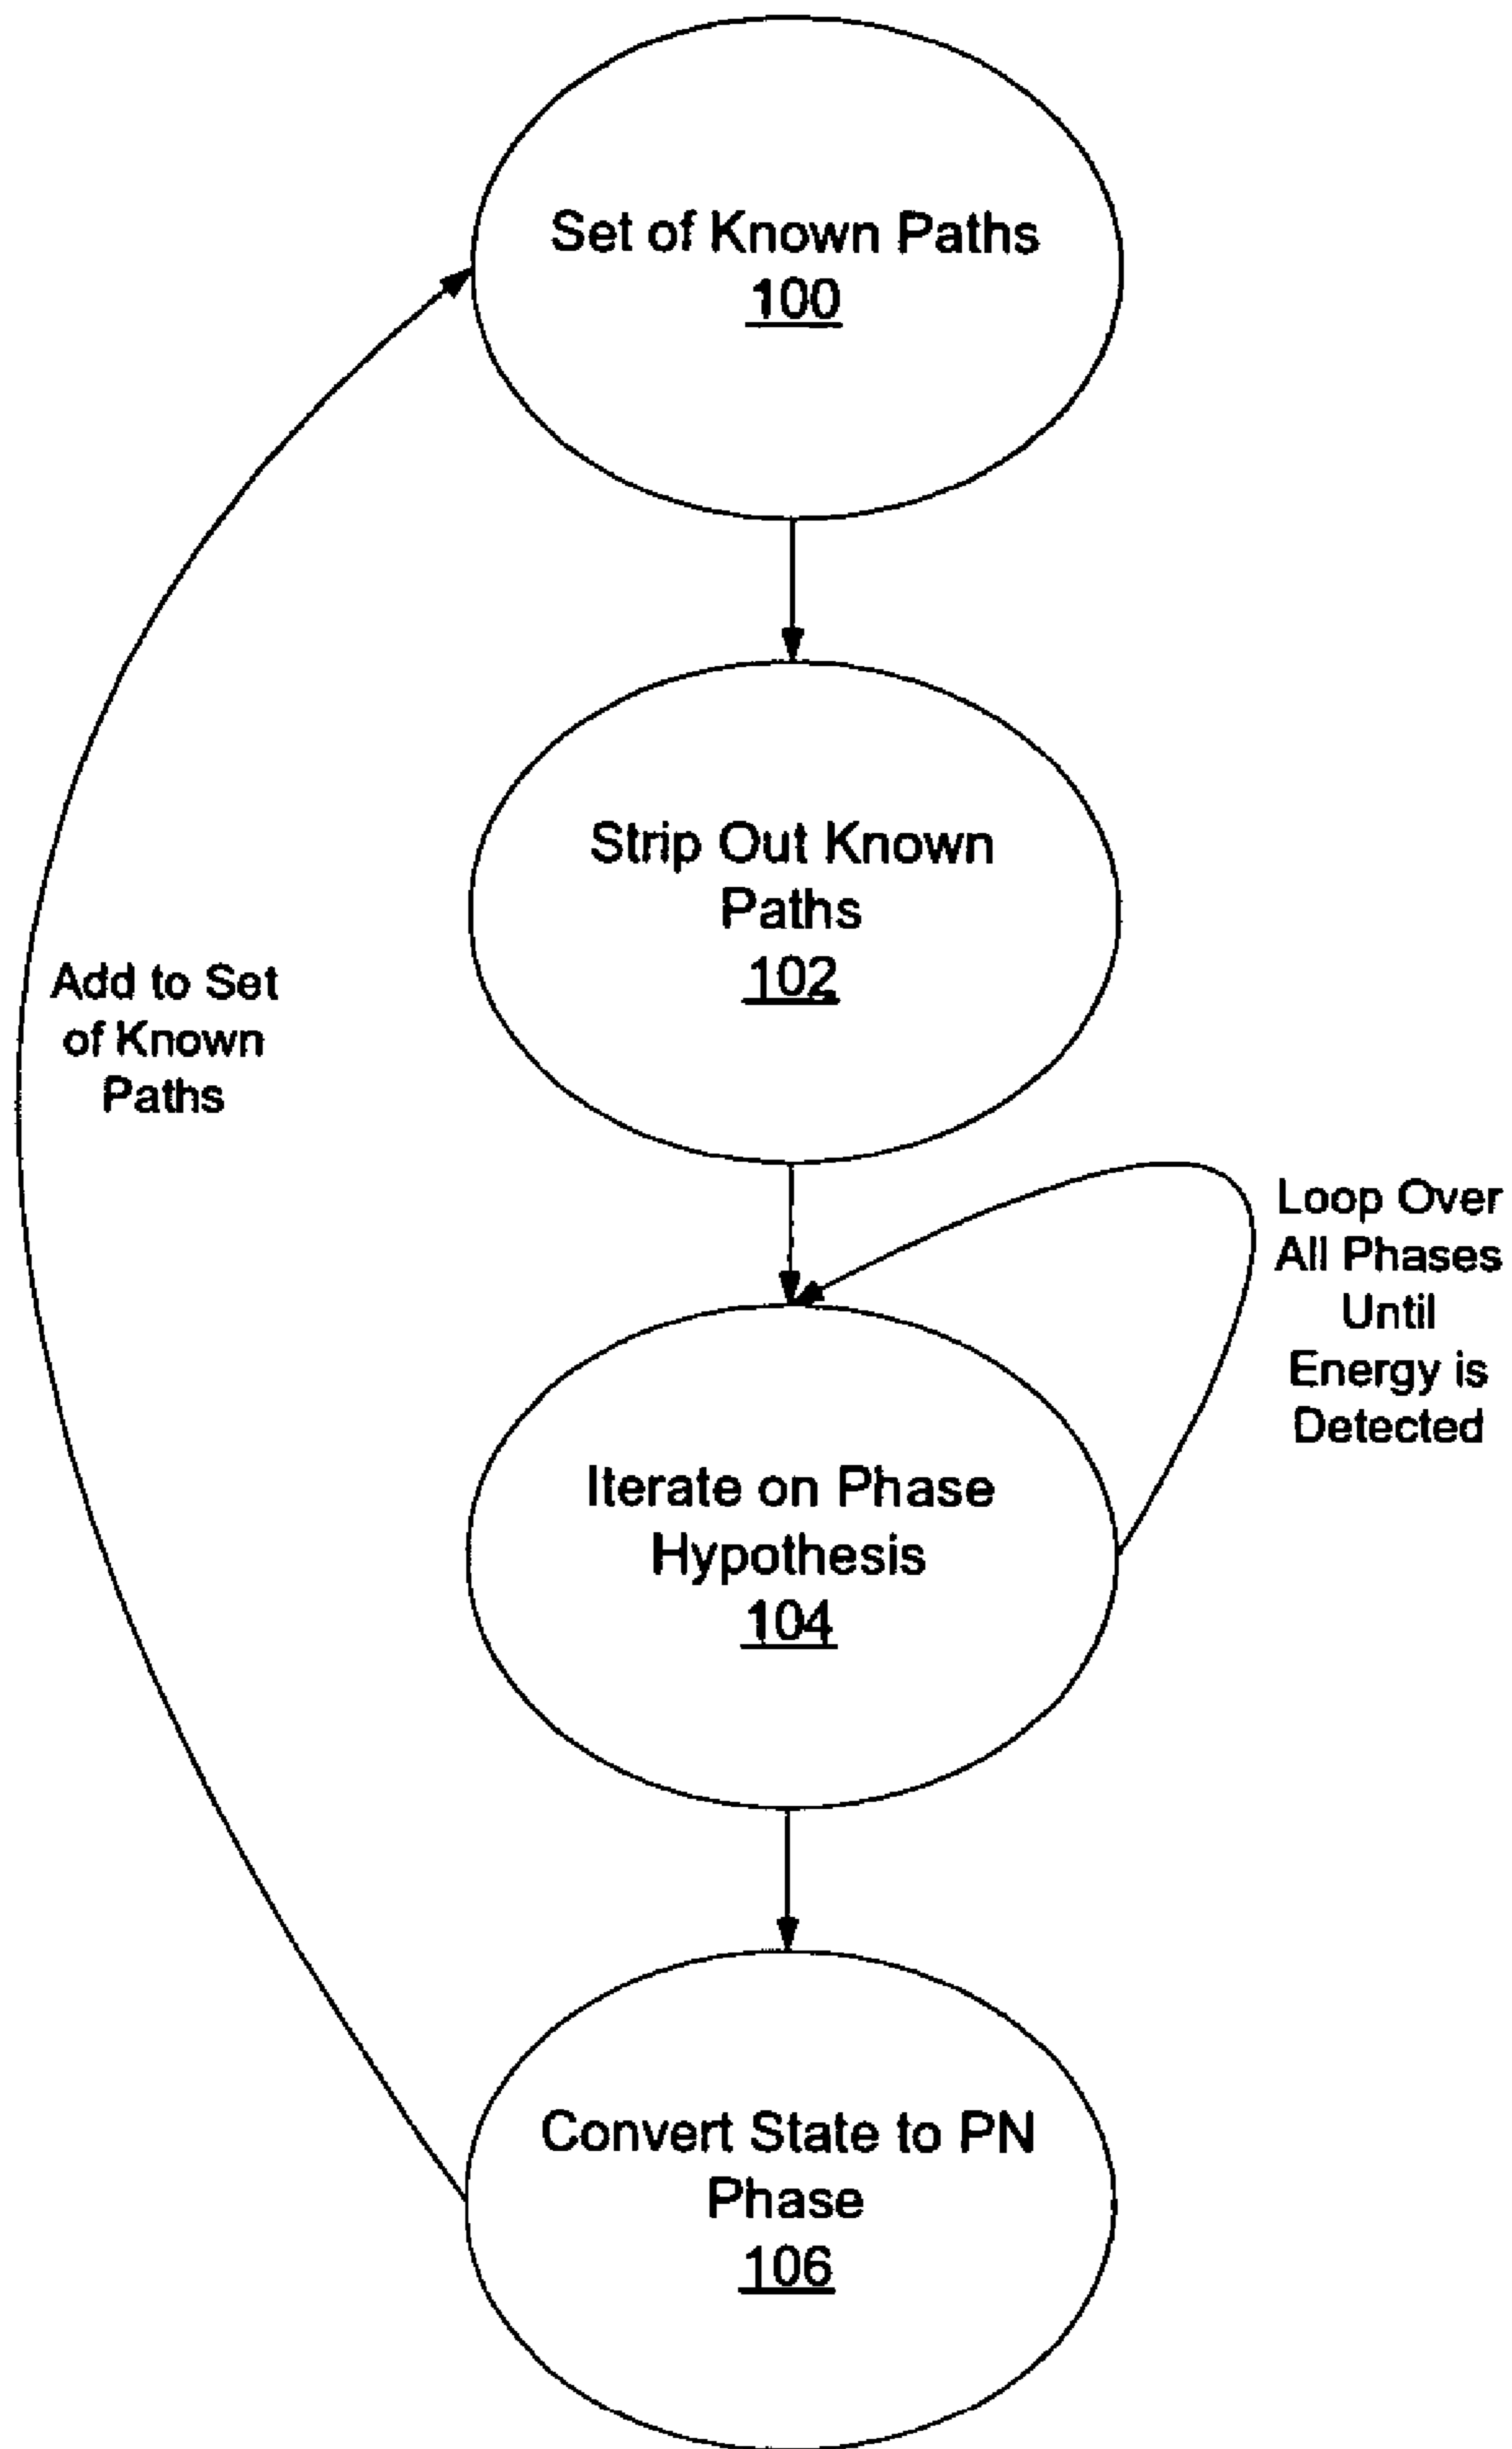 Set of Known Paths
100
Strip Out Known
Paths
102
Add to Set
of Known
Paths
Loop Over
All Phases
Until
Energy is
Detected
Iterate on Phase
Hypothesis
104
Convert State to PN
Phase
106